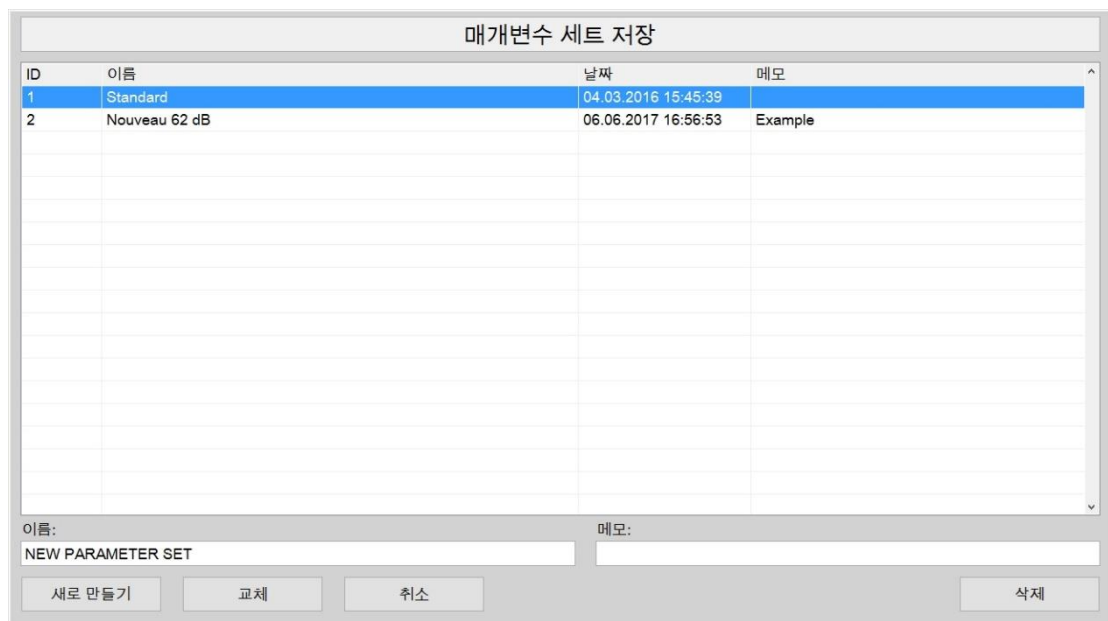 매개변수 세트 저장
ID 이름 날짜 메모
1 Standard 04.03.2016 15:45:39
2 Nouveau 62 dB 06.06.2017 16:56:53 Example
이름: 메모:
NEW PARAMETER SET
새로 만들기 교체 취소 삭제